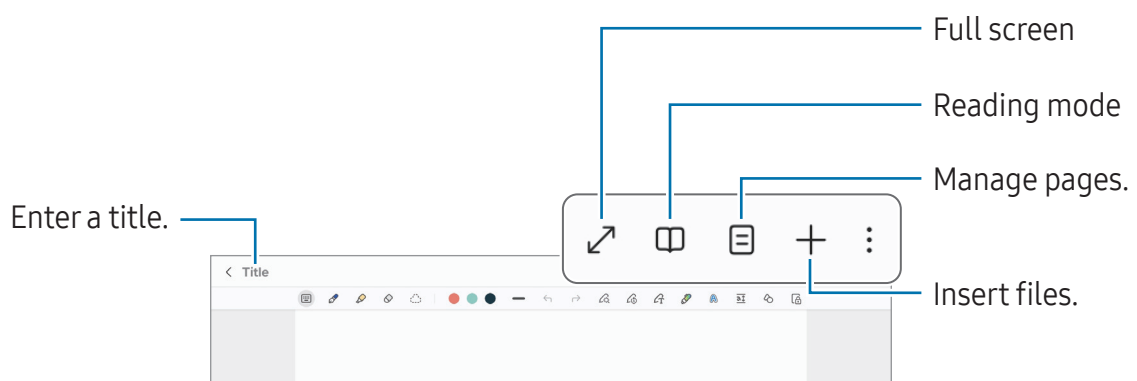 Full screen
Reading mode
Manage pages.
Enter a title.
Title
Insert files.